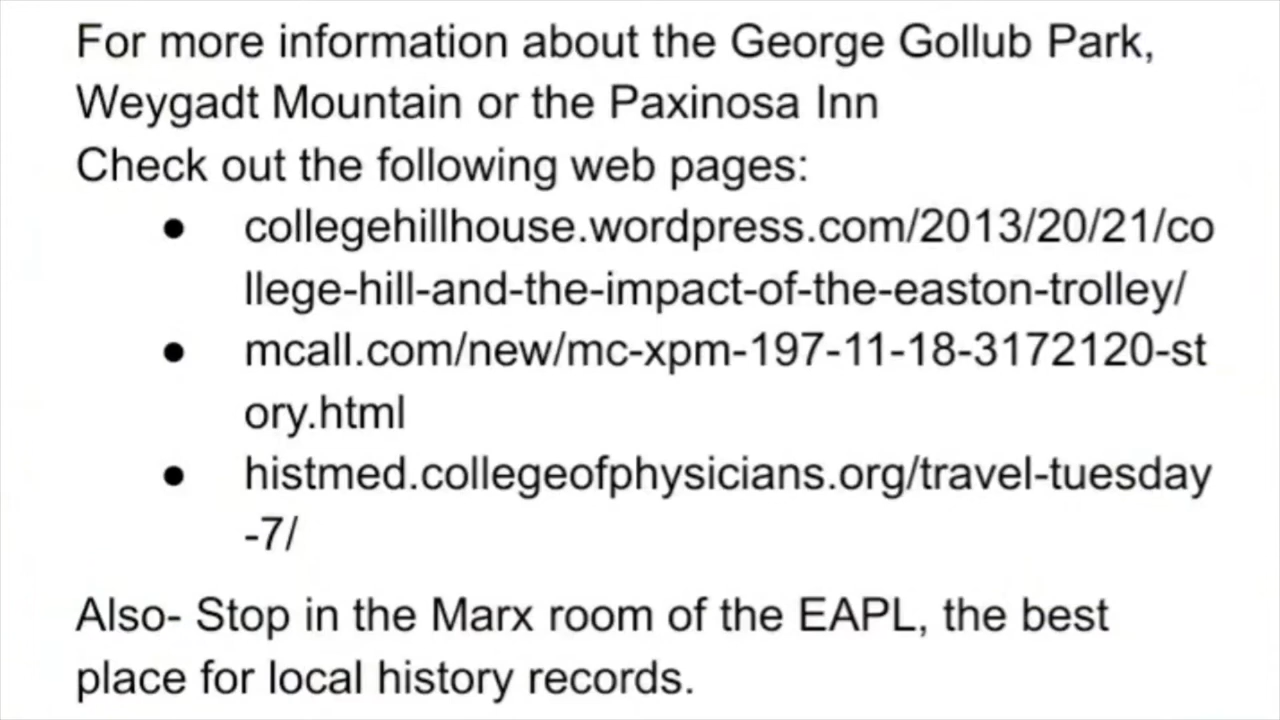 For more information about the George Gollub Park,
Weygadt Mountain or the Paxinosa Inn
Check out the following web pages:
● collegehillhouse.wordpress.com/2013/20/21/co
llege-hill-and-the-impact-of-the-easton-trolley/
● mcall.com/new/mc-xpm-197-11-18-3172120-st
ory.html
● histmed.collegeofphysicians.org/travel-tuesday
-7/
Also- Stop in the Marx room of the EAPL, the best
place for local history records.